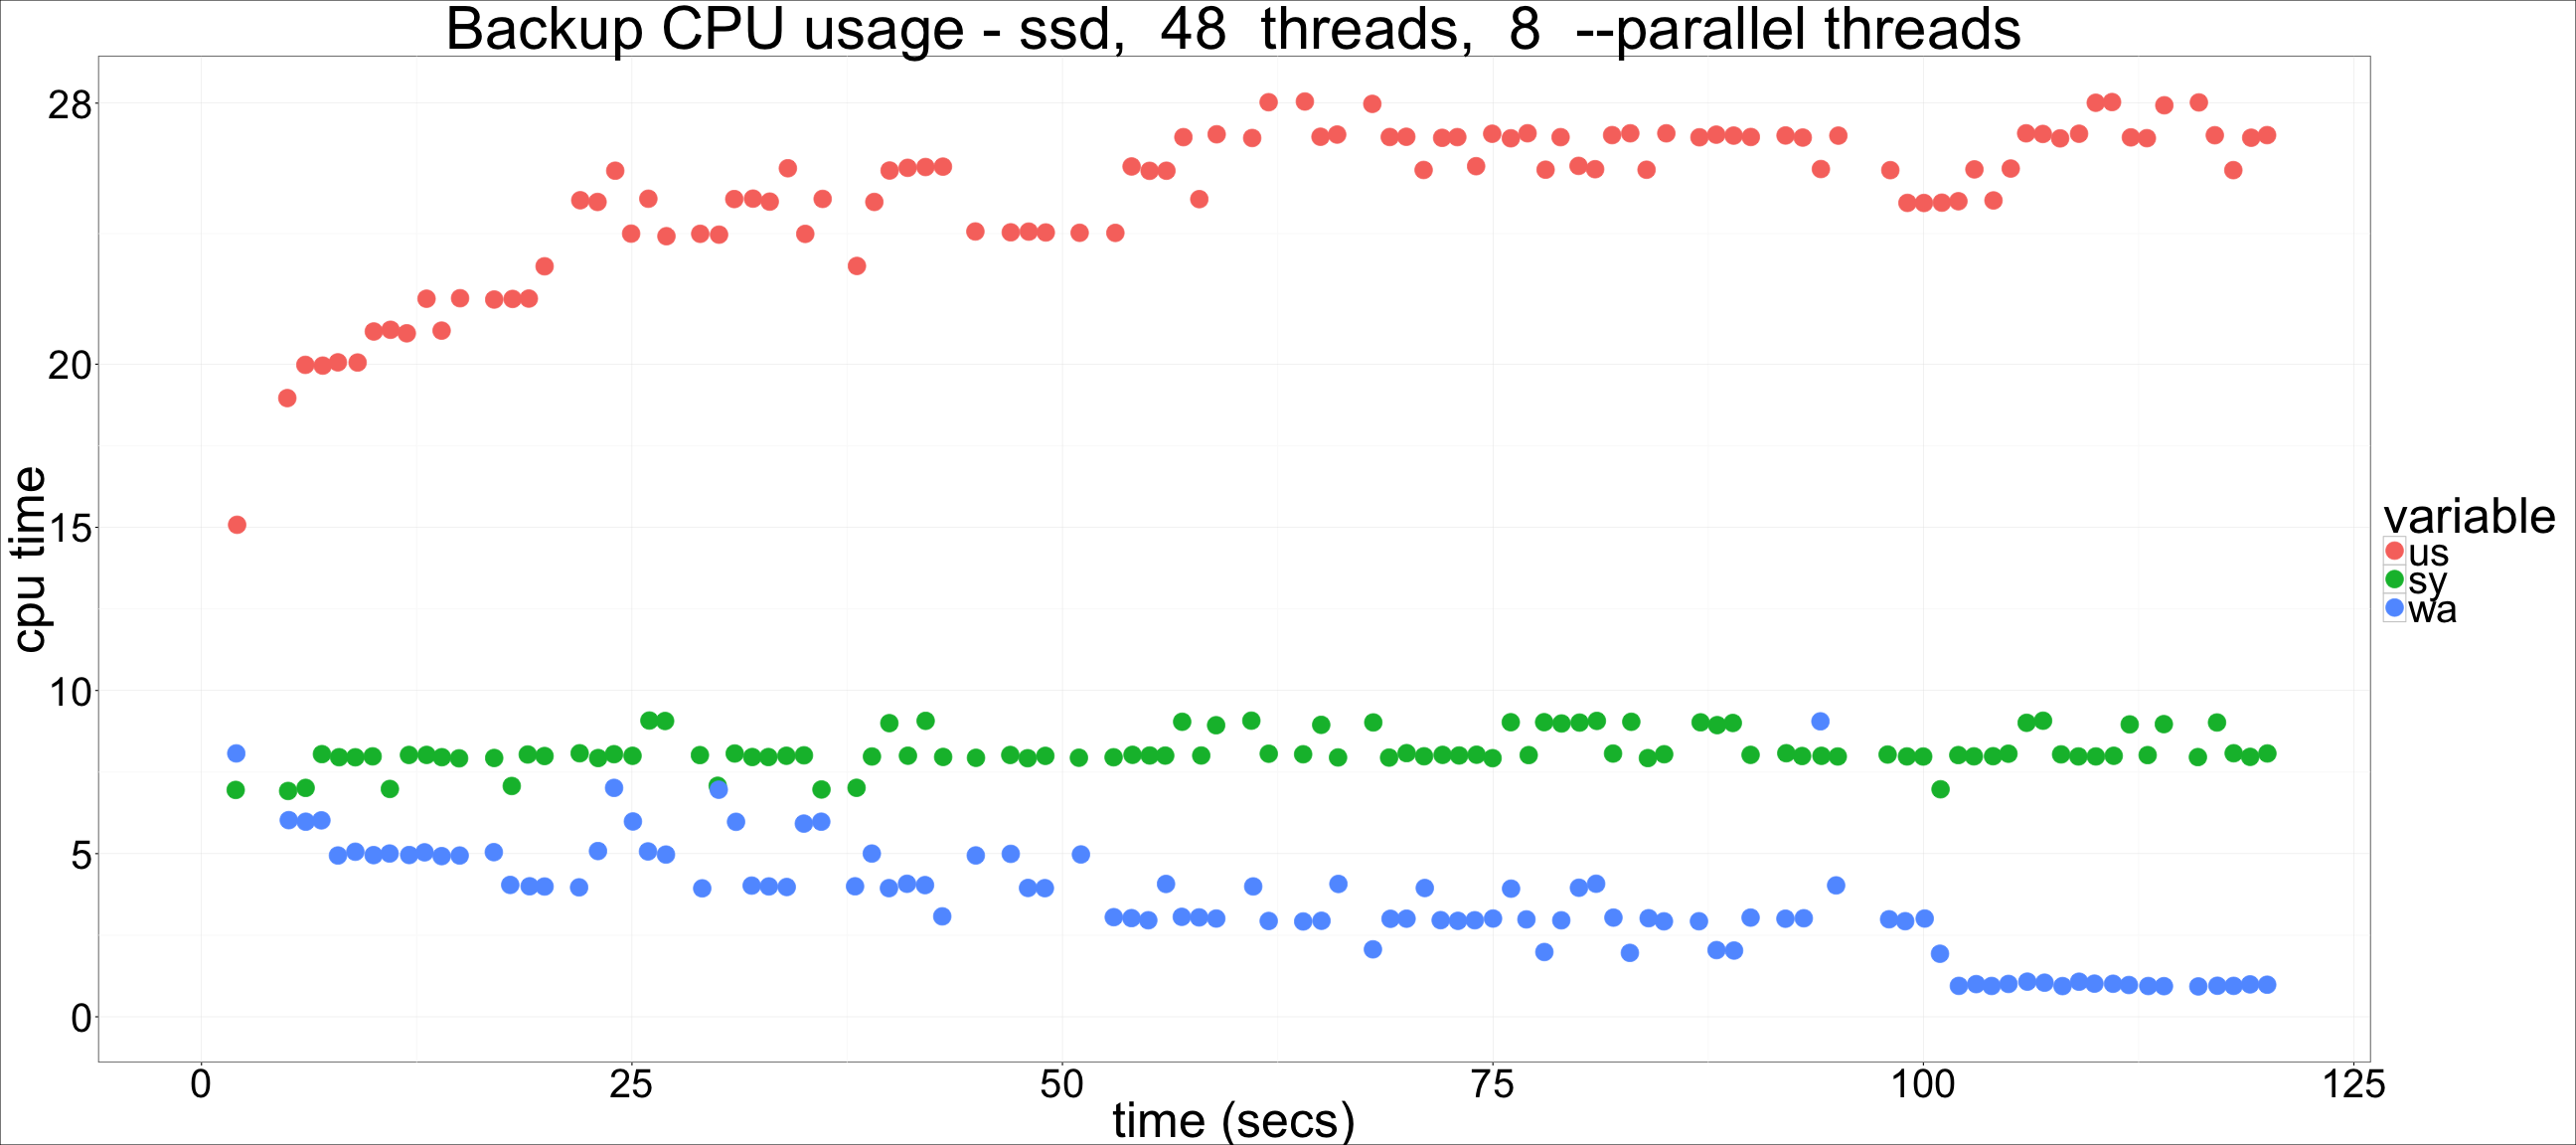 Backup CPU usage - ssd,  48  threads,  8  --parallel threads
28
20
15
10
5
0
cpu time
0 25 50 75 100 125
time (secs)
variable
us
sy
wa